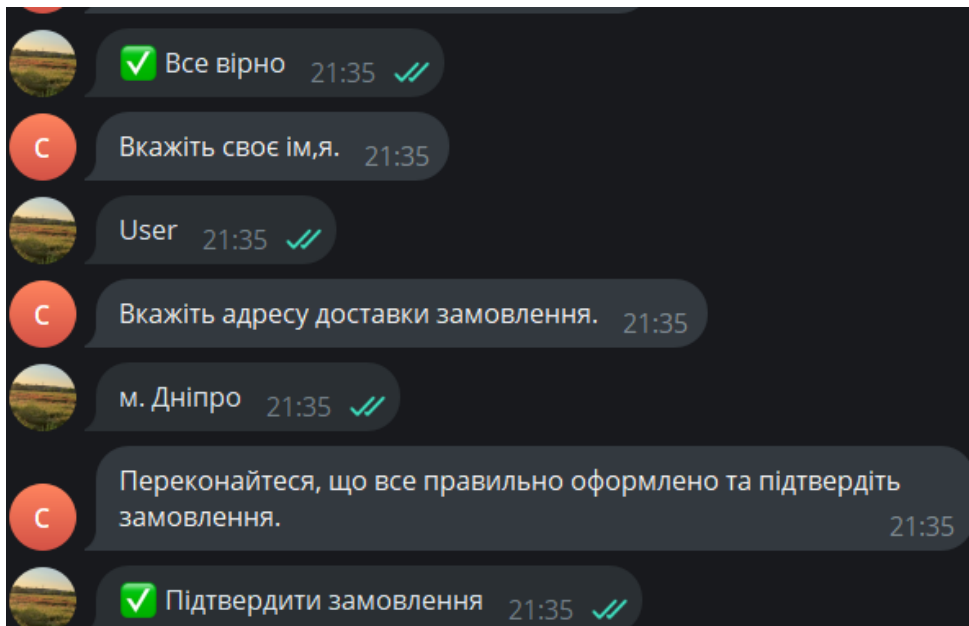 ✅ Все вірно 21:35
С
Вкажіть своє ім,я. 21:35
User 21:35
С
Вкажіть адресу доставки замовлення. 21:35
м. Дніпро 21:35
Переконайтеся, що все правильно оформлено та підтвердіть
замовлення. 21:35
С
✅ Підтвердити замовлення 21:35